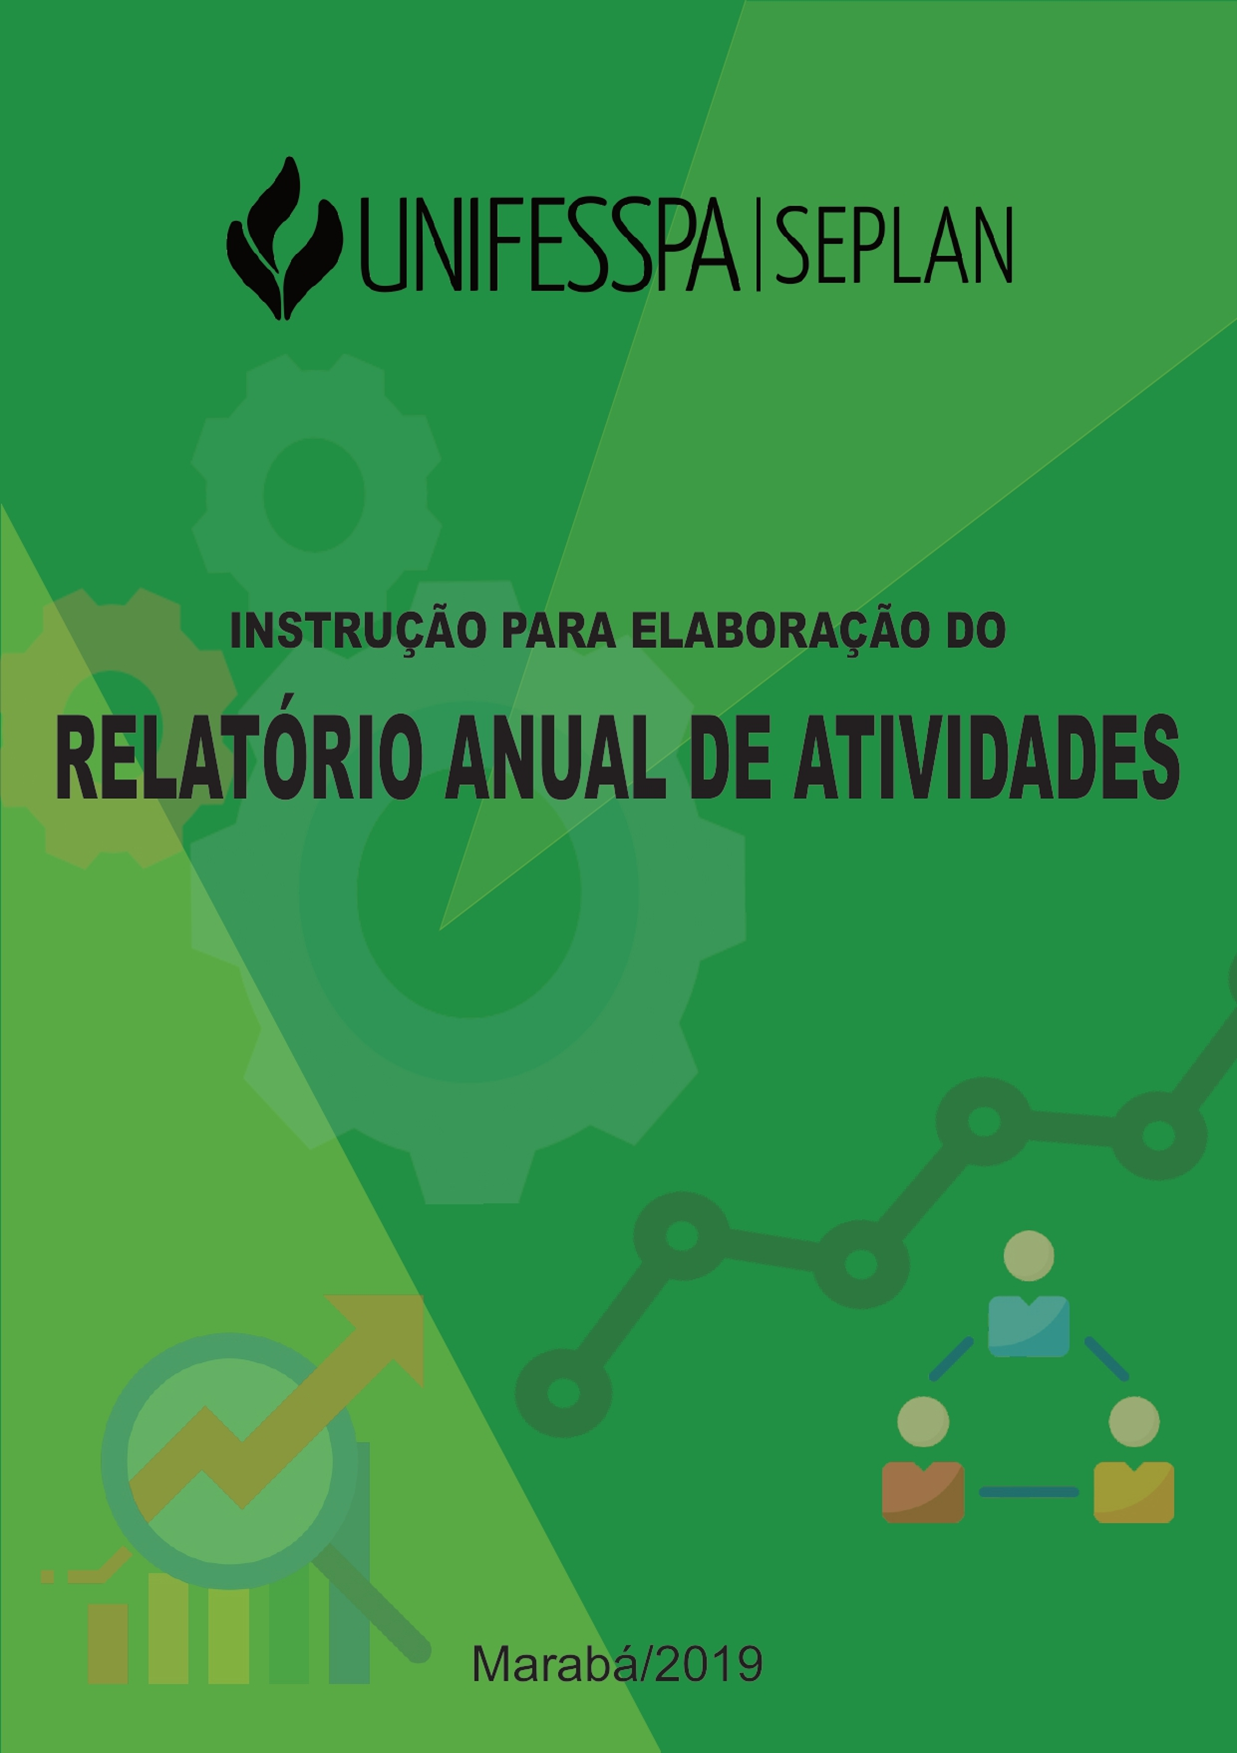 UNIFESSPA|SEPLAN
INSTRUÇÃO PARA ELABORAÇÃO DO
RELATÓRIO ANUAL DE ATIVIDADES
Marabá/2019